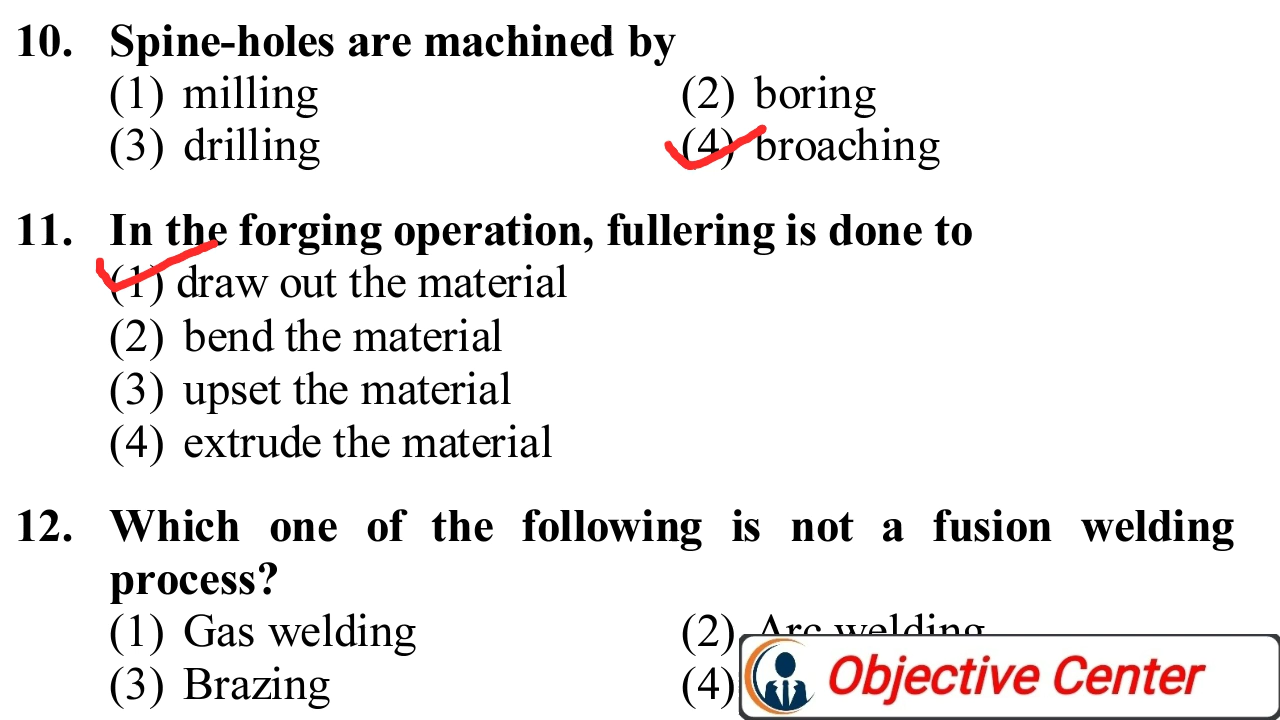 10. Spine-holes are machined by
(1) milling (2) boring
(3) drilling (4) broaching
11. In the forging operation, fullering is done to
(1) draw out the material
(2) bend the material
(3) upset the material
(4) extrude the material
12. Which one of the following is not a fusion welding
process?
(1) Gas welding (2) Arc welding
(3) Brazing (4)
Objective Center